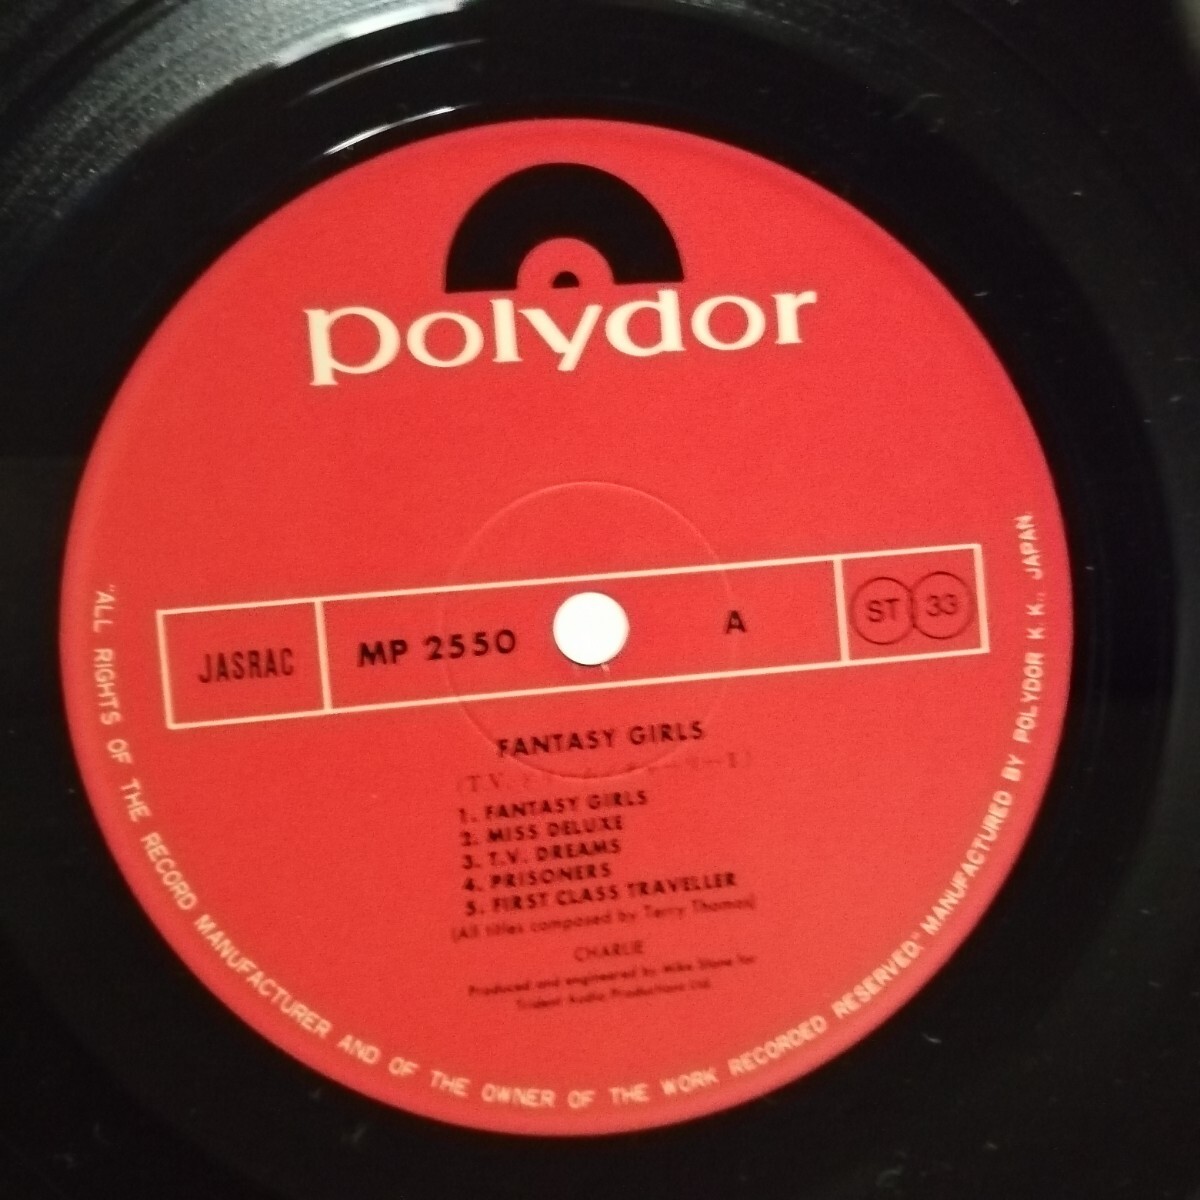 polydor
JASRAC MP 2550 A ST 33
FANTASY GIRLS
(T.V.
1. FANTASY GIRLS
2. MISS DELUXE
3. T.V. DREAMS
4. PRISONERS
5. FIRST CLASS TRAVELLER
(All titles composed by Terry Thomas)
CHARLIE
Produced and engineered by Mike Stone for
Trident Audio Productions Ltd.
"ALL RIGHTS OF THE RECORD MANUFACTURER AND OF THE OWNER OF THE WORK RECORDED RESERVED." MANUFACTURED BY POLYDOR K. K., JAPAN.